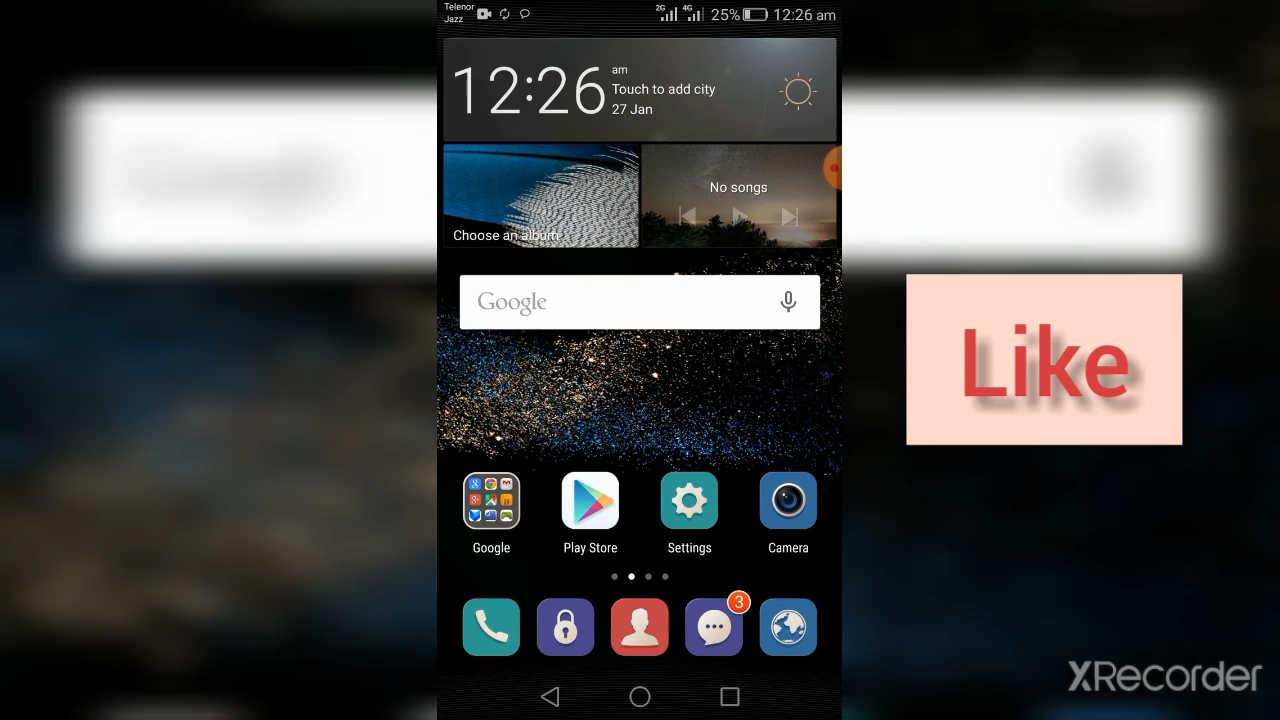 Telenor
Jazz
2G
4G
25%
12:26 am
12:26
am
Touch to add city
27 Jan
Choose an album
No songs
Google
Like
Google
Play Store
Settings
Camera
3
XRecorder